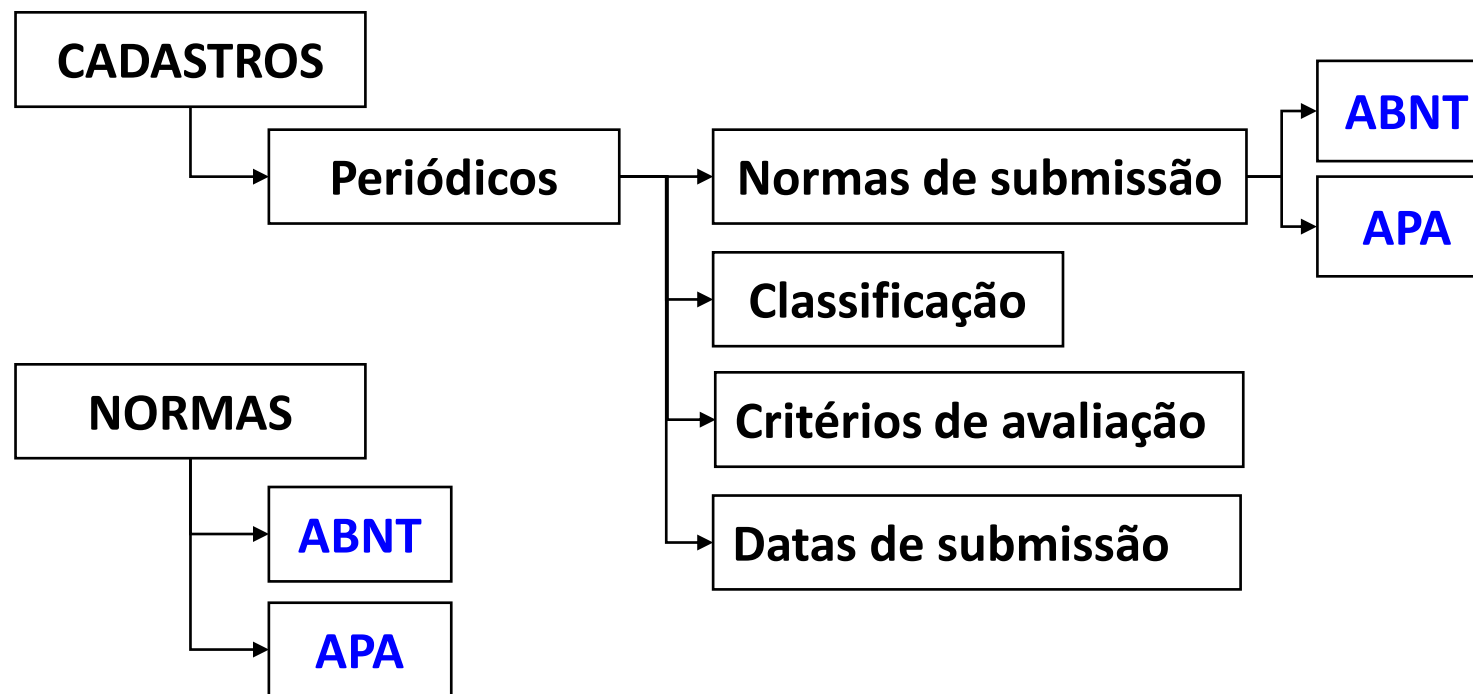 CADASTROS
Periódicos
Normas de submissão
ABNT
APA
Classificação
Critérios de avaliação
Datas de submissão
NORMAS
ABNT
APA